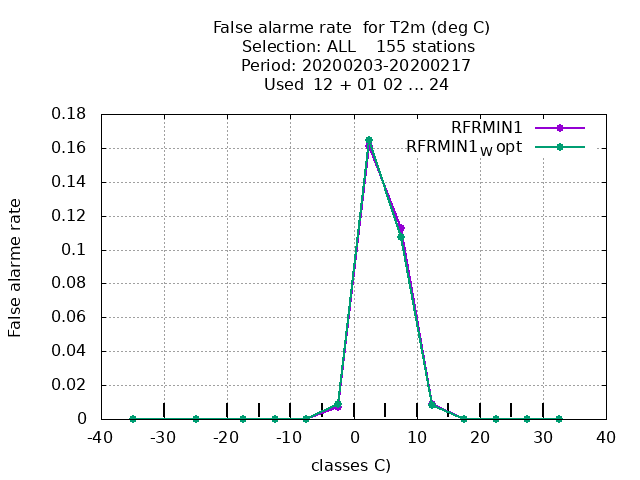 False alarme rate  for T2m (deg C)
Selection: ALL    155 stations
Period: 20200203-20200217
Used  12 + 01 02 ... 24
0.18
0.16
0.14
0.12
0.1
0.08
0.06
0.04
0.02
0
False alarme rate
RFRMIN1
RFRMIN1W opt
-40 -30 -20 -10 0 10 20 30 40
classes C)